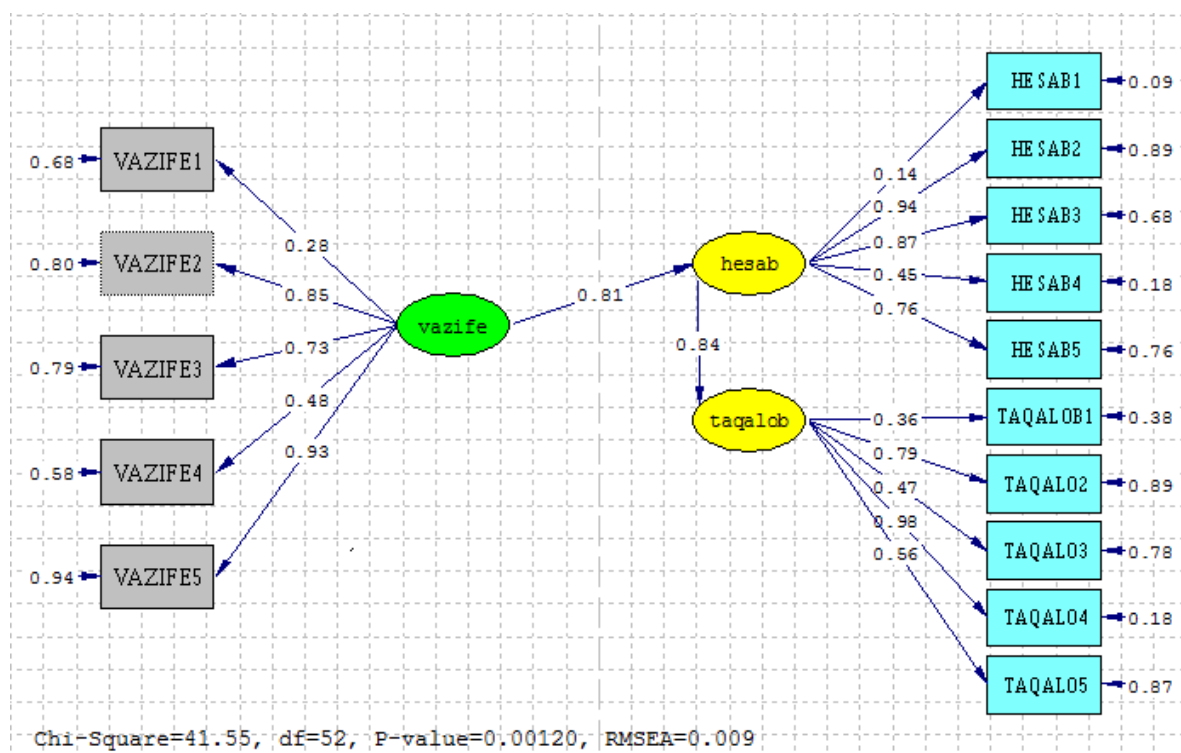 HESAB1
0.09
HESAB2
0.89
VAZIFE1
0.68
0.14
0.94
HESAB3
0.68
0.28
0.87
VAZIFE2
0.80
hesab
0.45
HESAB4
0.18
0.85
0.81
0.76
vazife
0.73
0.84
HESAB5
0.76
VAZIFE3
0.79
0.48
taqalob
0.36
TAQALOB1
0.38
0.93
0.79
VAZIFE4
0.58
0.47
TAQALO2
0.89
0.98
0.56
TAQALO3
0.78
VAZIFE5
0.94
TAQALO4
0.18
TAQALO5
0.87
Chi-Square=41.55, df=52, P-value=0.00120, RMSEA=0.009